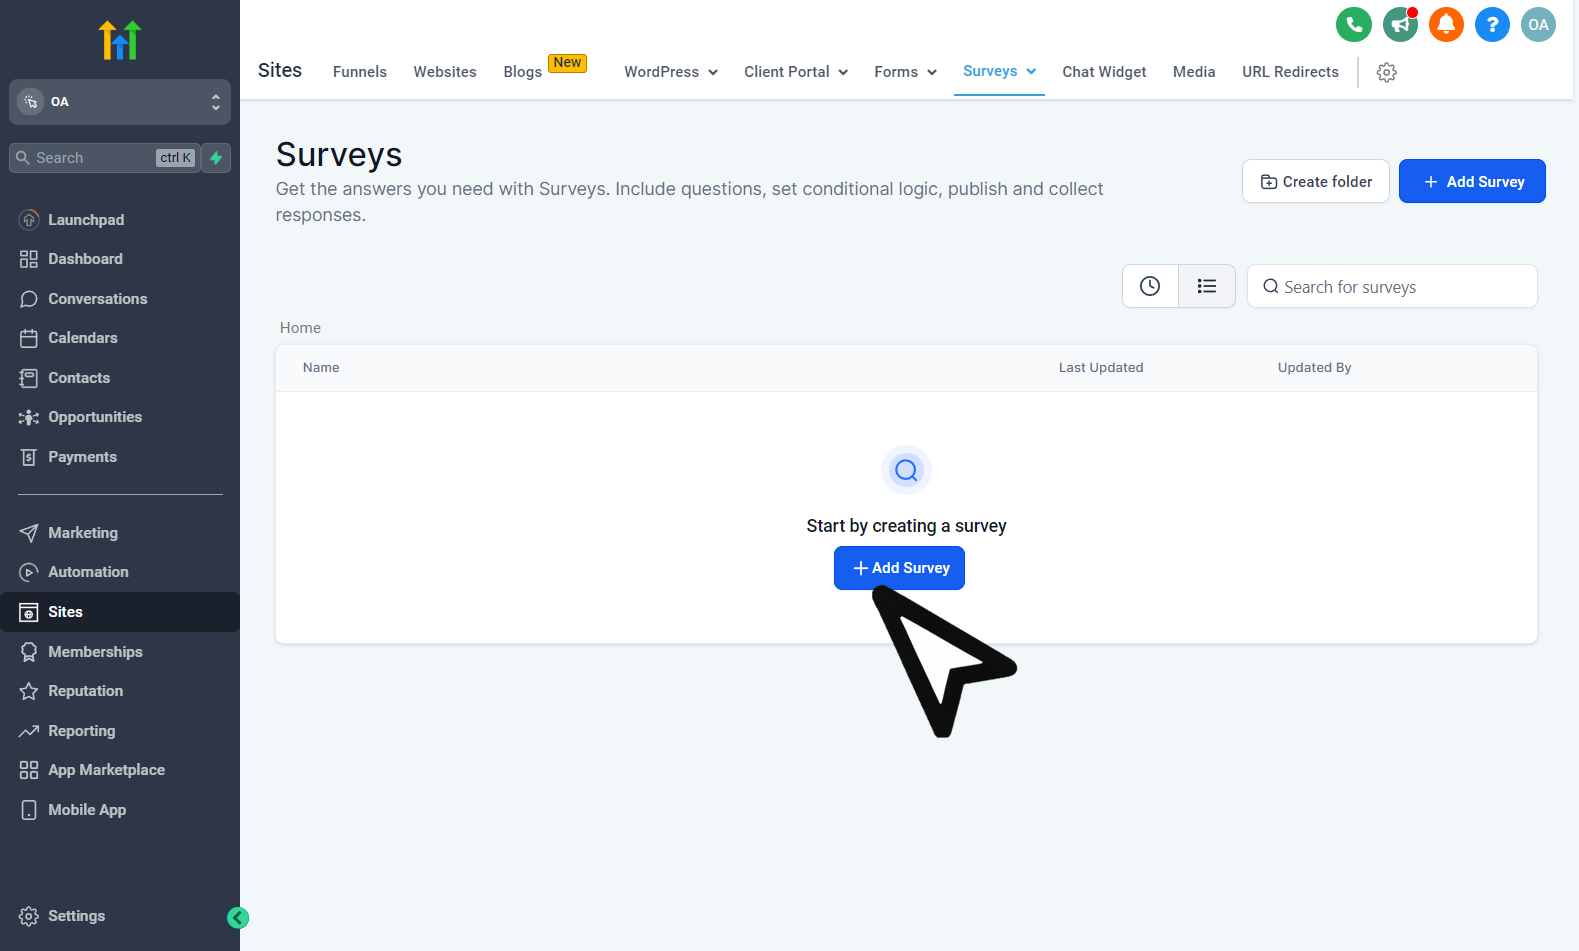 OA
Search
ctrl K
Launchpad
Dashboard
Conversations
Calendars
Contacts
Opportunities
Payments
Marketing
Automation
Sites
Memberships
Reputation
Reporting
App Marketplace
Mobile App
Settings
OA
Sites
Funnels
Websites
Blogs
New
WordPress
Client Portal
Forms
Surveys
Chat Widget
Media
URL Redirects
Surveys
Get the answers you need with Surveys. Include questions, set conditional logic, publish and collect
responses.
Create folder
+ Add Survey
Search for surveys
Home
Name
Last Updated
Updated By
Start by creating a survey
+ Add Survey